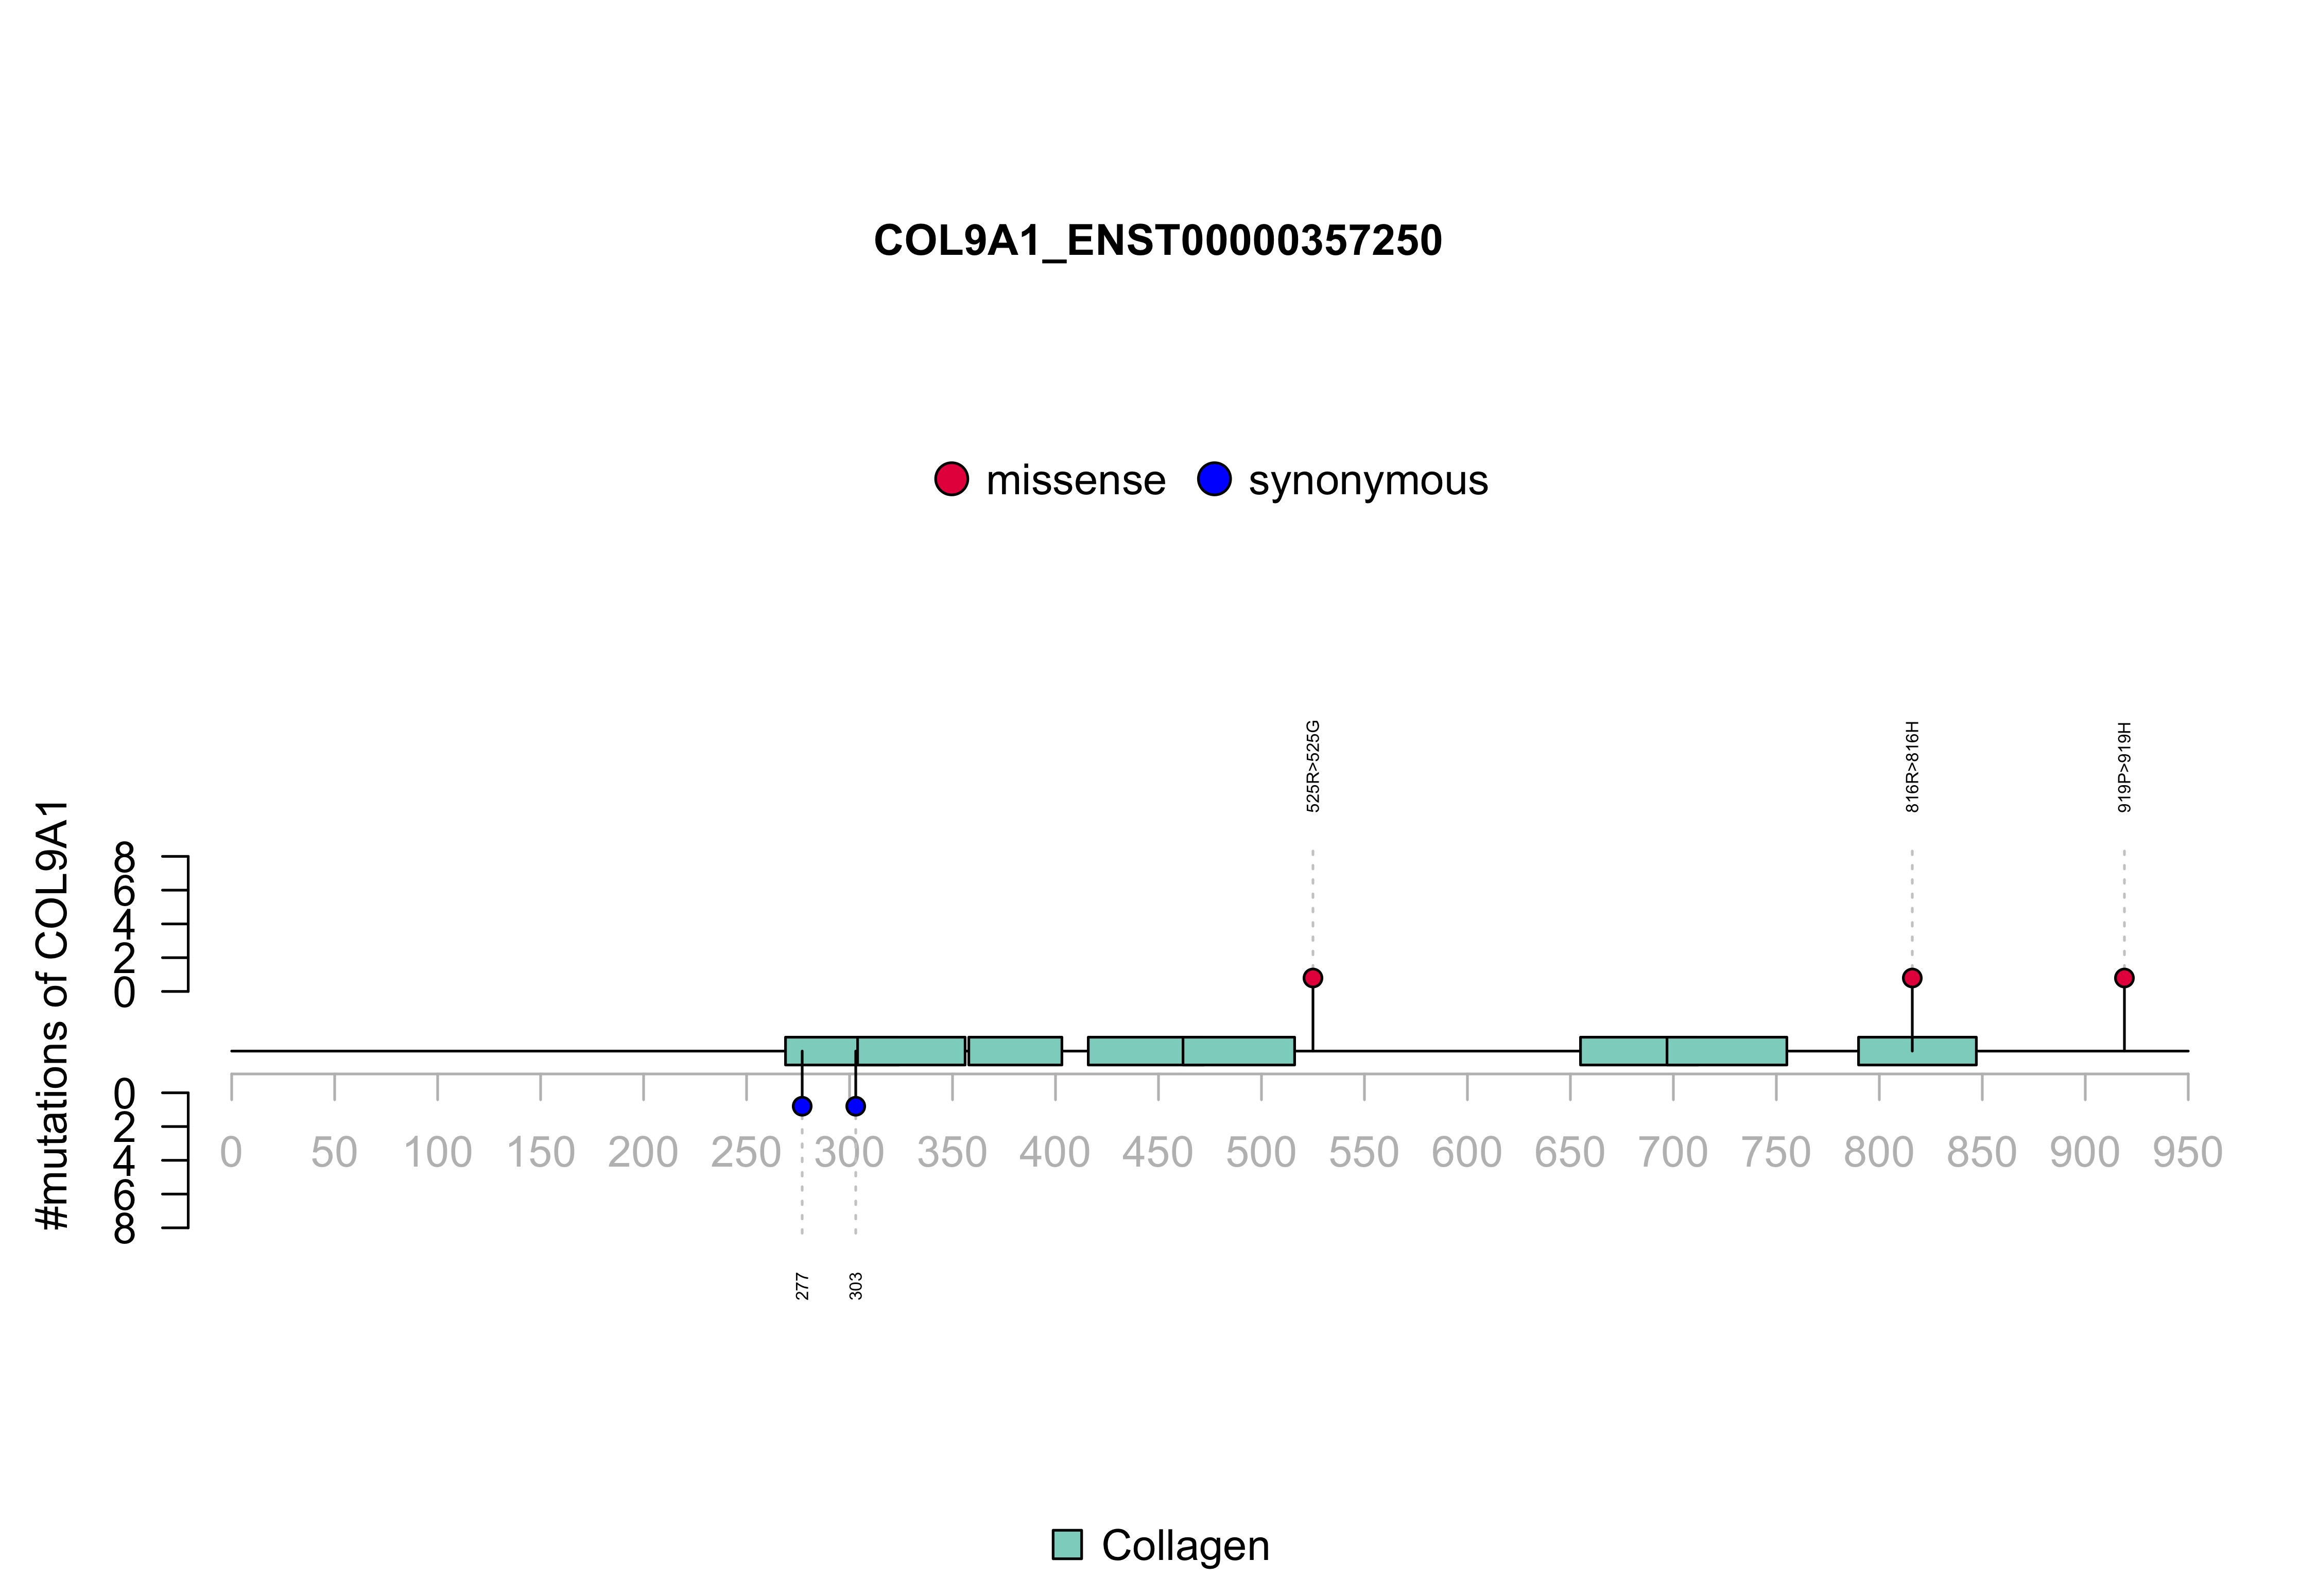 COL9A1_ENST00000357250
missense synonymous
525R>525G
816R>816H
919P>919H
#mutations of COL9A1
8
6
4
2
0
0
2
4
6
8
0 50 100 150 200 250 300 350 400 450 500 550 600 650 700 750 800 850 900 950
277
303
Collagen